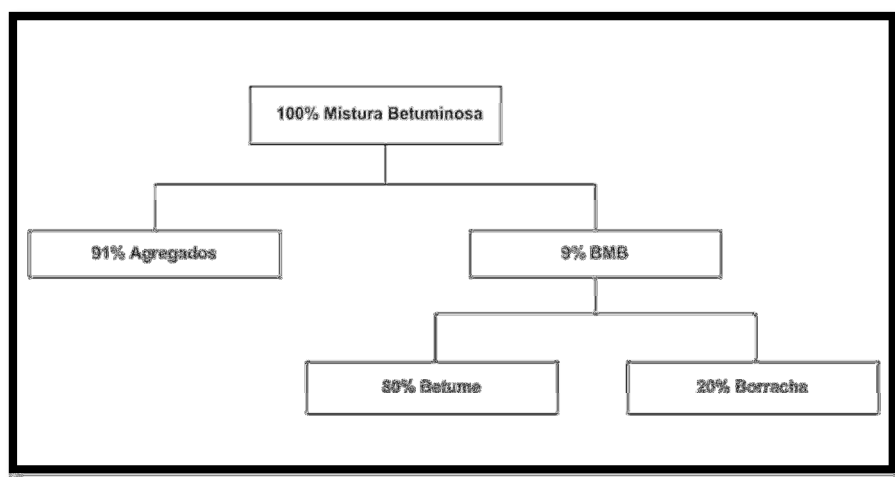 100% Mistura Betuminosa
91% Agregados
9% BMB
80% Betume
20% Borracha